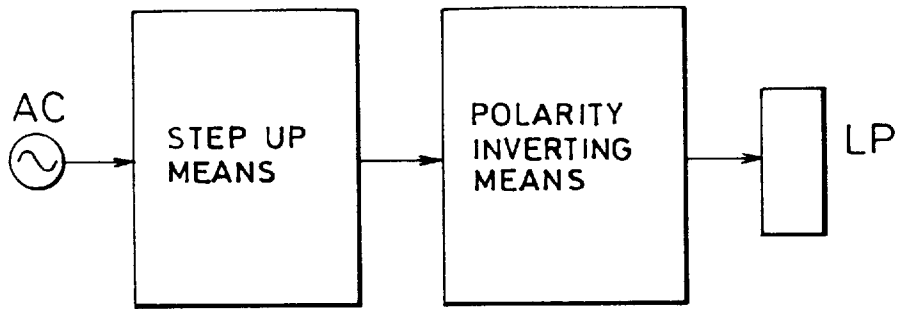 AC
STEP UP
MEANS
POLARITY
INVERTING
MEANS
LP